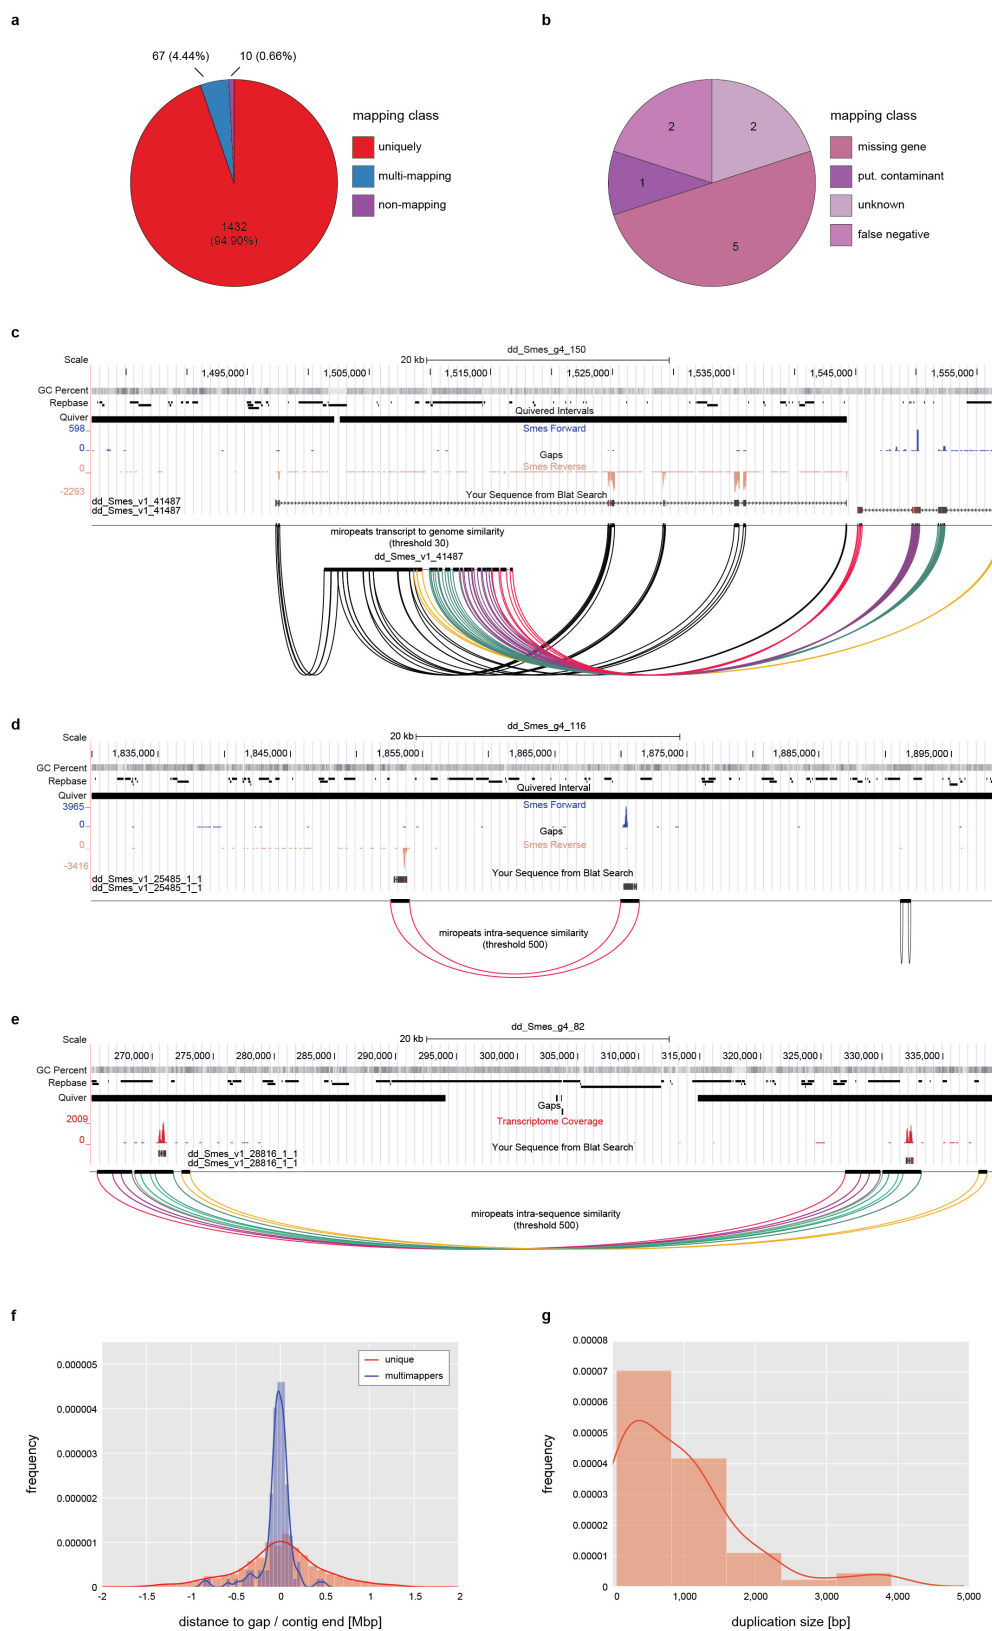 a
67 (4.44%)
10 (0.66%)
mapping class
uniquely
multi-mapping
non-mapping
1432
(94.90%)
b
2
2
1
5
mapping class
missing gene
put. contaminant
unknown
false negative
c
dd_Smes_g4_150
Scale
20 kb
1,495,000
1,505,000
1,515,000
1,525,000
1,535,000
1,545,000
1,555,000
GC Percent
Repbase
Quivered Intervals
Quiver
598
Smes Forward
0
Gaps
0
Smes Reverse
-2293
Your Sequence from Blat Search
dd_Smes_v1_41487
dd_Smes_v1_41487
miropeats transcript to genome similarity
(threshold 30)
dd_Smes_v1_41487
d
dd_Smes_g4_116
Scale
20 kb
1,835,000
1,845,000
1,855,000
1,865,000
1,875,000
1,885,000
1,895,000
GC Percent
Repbase
Quivered Interval
Quiver
3965
Smes Forward
0
Gaps
0
Smes Reverse
-3416
Your Sequence from Blat Search
dd_Smes_v1_25485_1_1
dd_Smes_v1_25485_1_1
miropeats intra-sequence similarity
(threshold 500)
e
dd_Smes_g4_82
Scale
20 kb
270,000
275,000
280,000
285,000
290,000
295,000
300,000
305,000
310,000
315,000
320,000
325,000
330,000
335,000
GC Percent
Repbase
Quiver
Gaps
2009
Transcriptome Coverage
0
Your Sequence from Blat Search
dd_Smes_v1_28816_1_1
dd_Smes_v1_28816_1_1
miropeats intra-sequence similarity
(threshold 500)
f
frequency
0.000005
0.000004
0.000003
0.000002
0.000001
0
-2
-1.5
-1
-0.5
0
0.5
1
1.5
2
unique
multimappers
distance to gap / contig end [Mbp]
g
frequency
0.00008
0.00007
0.00006
0.00005
0.00004
0.00003
0.00002
0.00001
0
0
1,000
2,000
3,000
4,000
5,000
duplication size [bp]